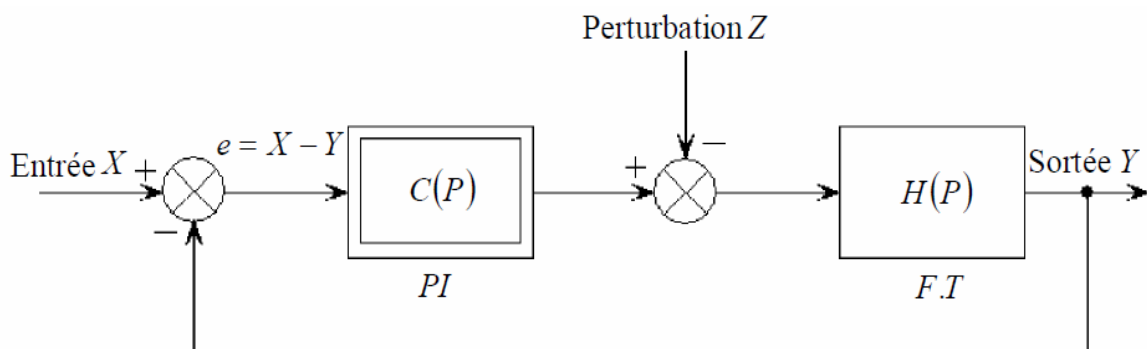 Perturbation Z
−
Entrée X
+
−
e = X − Y
C(P)
PI
+
H(P)
F.T
Sortée Y